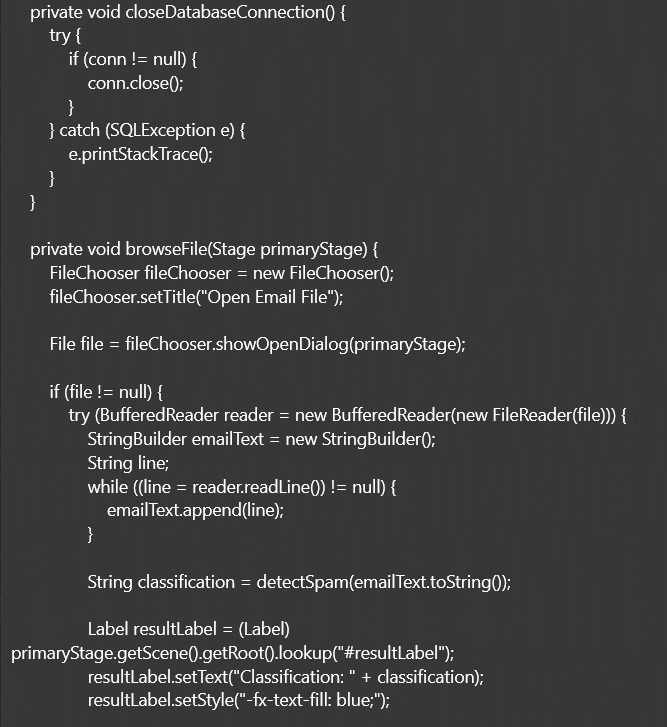 private void closeDatabaseConnection() {
try {
if (conn != null) {
conn.close();
}
} catch (SQLException e) {
e.printStackTrace();
}
}
private void browseFile(Stage primaryStage) {
FileChooser fileChooser = new FileChooser();
fileChooser.setTitle("Open Email File");
File file = fileChooser.showOpenDialog(primaryStage);
if (file != null) {
try (BufferedReader reader = new BufferedReader(new FileReader(file))) {
StringBuilder emailText = new StringBuilder();
String line;
while ((line = reader.readLine()) != null) {
emailText.append(line);
}
String classification = detectSpam(emailText.toString());
Label resultLabel = (Label)
primaryStage.getScene().getRoot().lookup("#resultLabel");
resultLabel.setText("Classification: " + classification);
resultLabel.setStyle("-fx-text-fill: blue;");